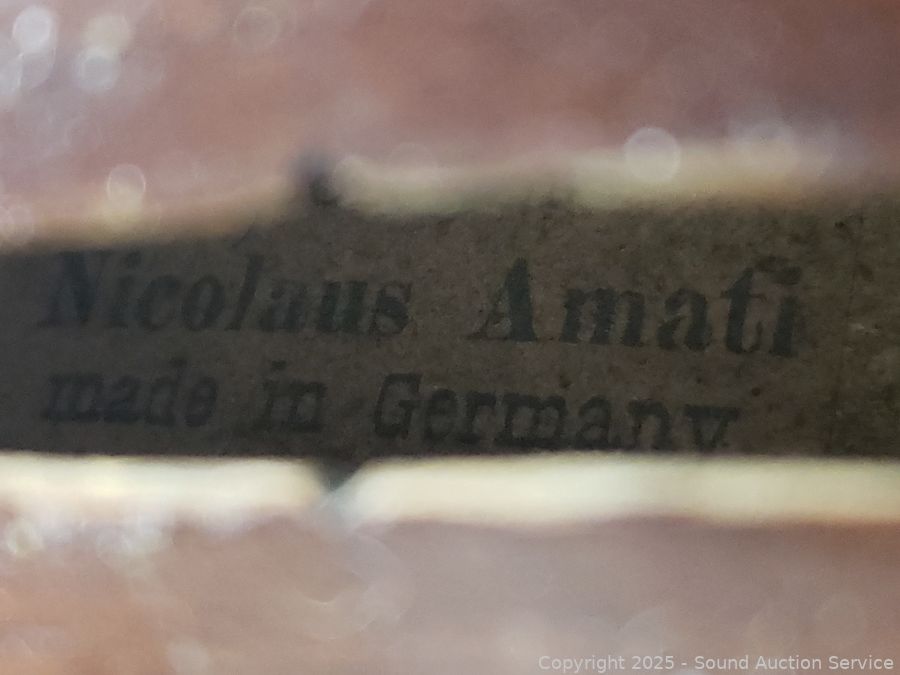 Nicolaus Amati
made in Germany
Copyright 2025 - Sound Auction Service